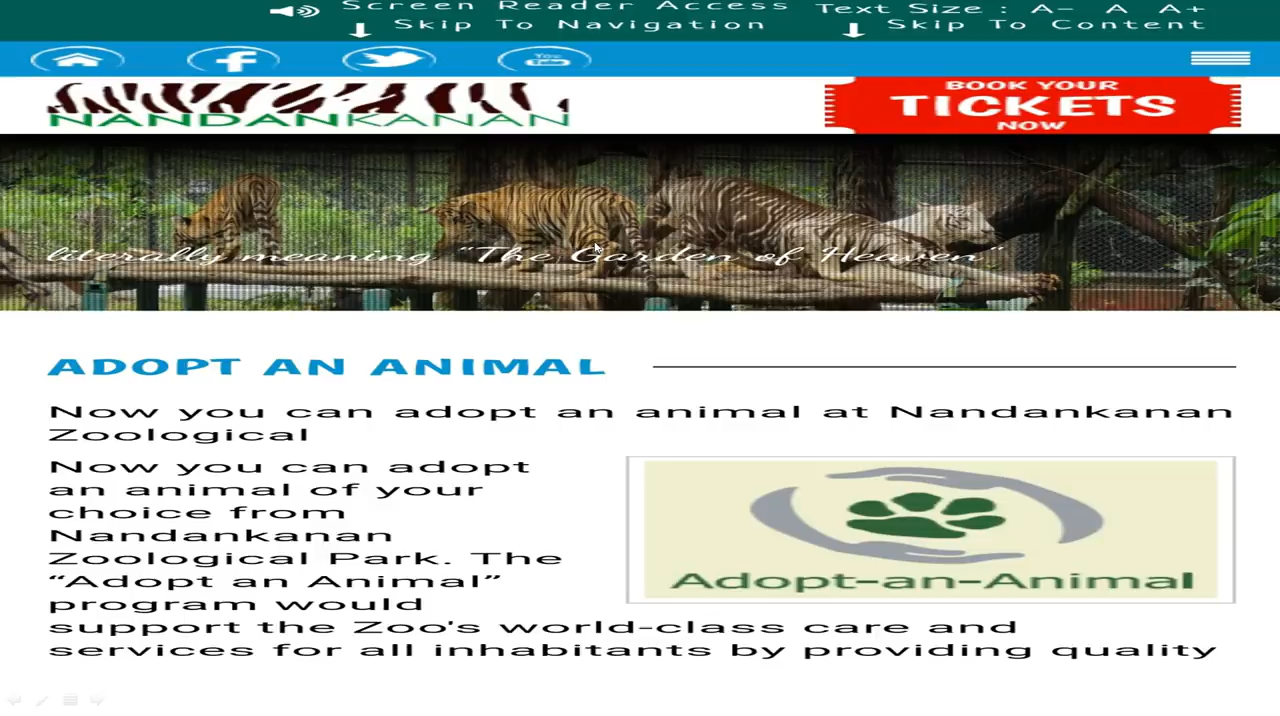 Screen Reader Access
Text Size : A- A A+
Skip To Navigation
Skip To Content
You
NANDANKANAN
BOOK YOUR
TICKETS
NOW
literally meaning “The Garden of Heaven”
ADOPT AN ANIMAL
Now you can adopt an animal at Nandankanan
Zoological
Now you can adopt
an animal of your
choice from
Nandankanan
Zoological Park. The
“Adopt an Animal”
program would
support the Zoo's world-class care and
services for all inhabitants by providing quality
Adopt-an-Animal